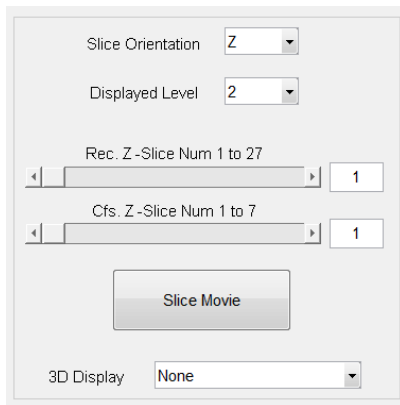 Slice Orientation Z
Displayed Level 2
Rec. Z -Slice Num 1 to 27
1
Cfs. Z -Slice Num 1 to 7
1
Slice Movie
3D Display None